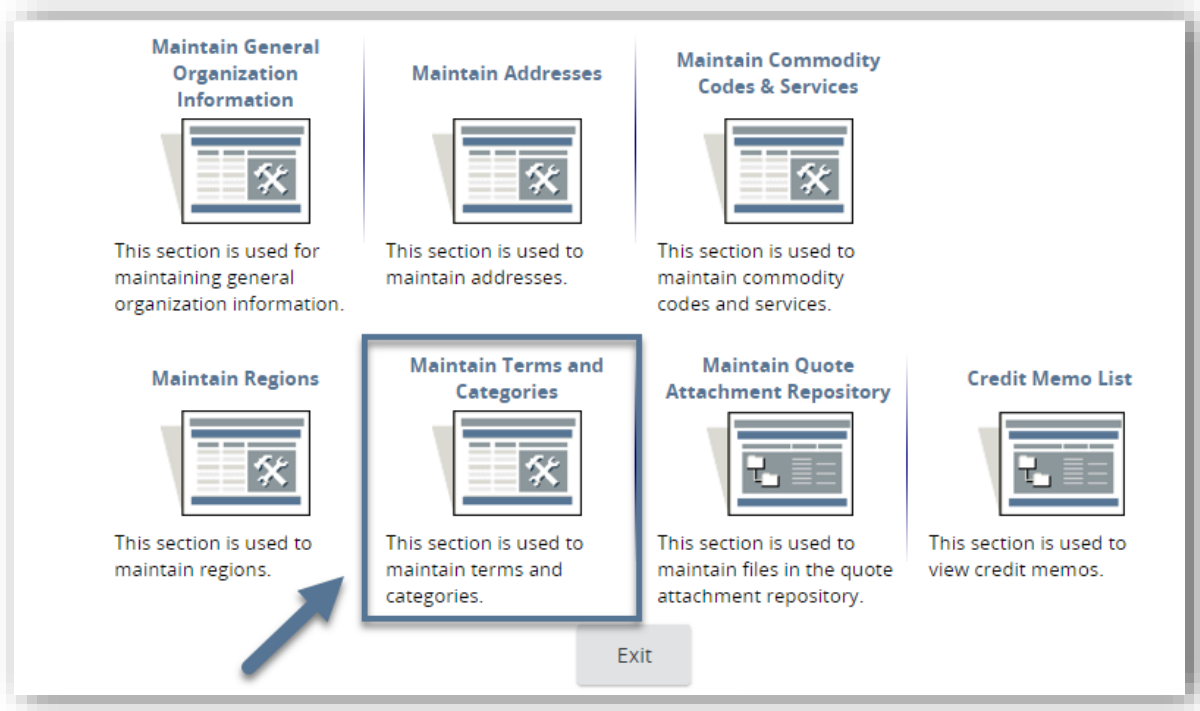 Maintain General
Organization
Information
Maintain Addresses
Maintain Commodity
Codes & Services
This section is used for
maintaining general
organization information.
This section is used to
maintain addresses.
This section is used to
maintain commodity
codes and services.
Maintain Regions
Maintain Terms and
Categories
Maintain Quote
Attachment Repository
Credit Memo List
This section is used to
maintain regions.
This section is used to
maintain terms and
categories.
This section is used to
maintain files in the quote
attachment repository.
This section is used to
view credit memos.
Exit